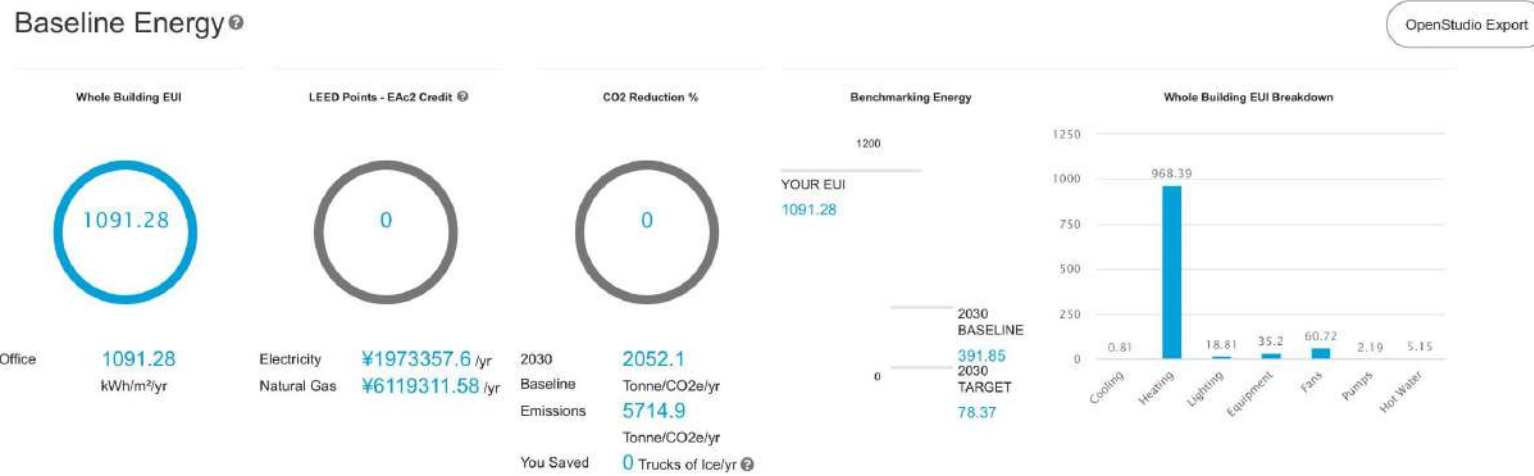 Baseline Energy
OpenStudio Export
Whole Building EUI
1091.28
Office 1091.28
kWh/m²/yr
LEED Points - EAc2 Credit
0
Electricity ¥1973357.6 /yr
Natural Gas ¥6119311.58 /yr
CO2 Reduction %
0
2030 2052.1
Baseline Tonne/CO2e/yr
Emissions 5714.9
Tonne/CO2e/yr
You Saved 0 Trucks of Ice/yr
Benchmarking Energy
1200
YOUR EUI
1091.28
2030
BASELINE
391.85
0
2030
TARGET
78.37
Whole Building EUI Breakdown
1250
1000
750
500
250
0
0.81
968.39
18.81
35.2
60.72
2.19
5.15
Cooling
Heating
Lighting
Equipment
Fans
Pumps
Hot Water